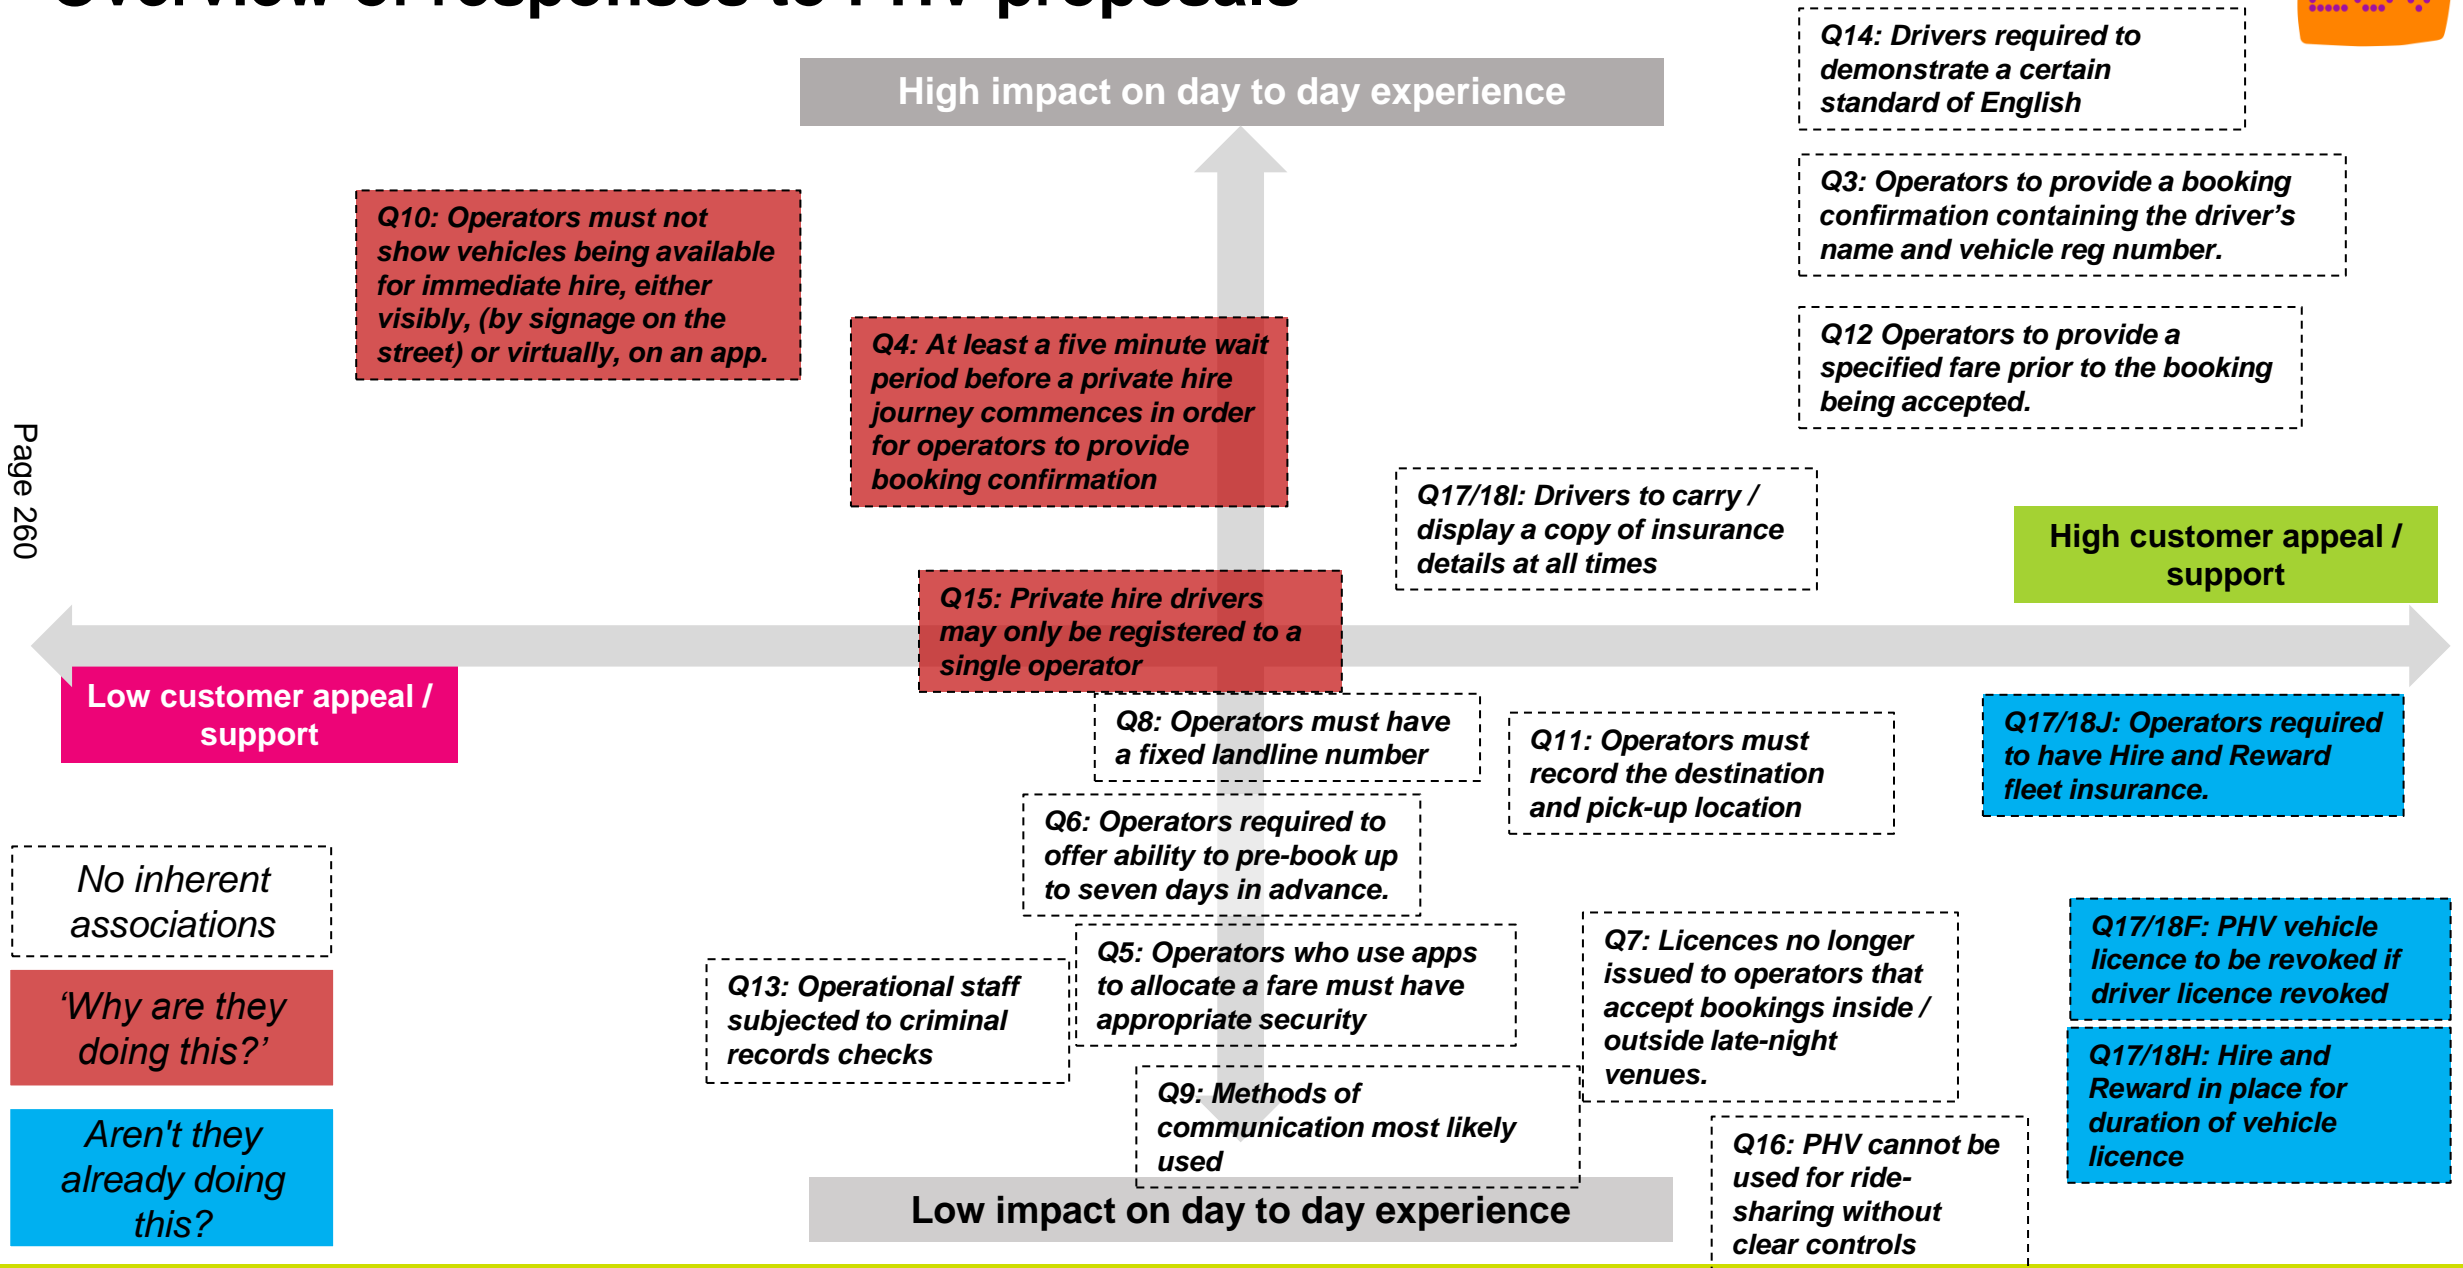 Overview of responses to PHV proposals
High impact on day to day experience
Q14: Drivers required to
demonstrate a certain
standard of English
Q3: Operators to provide a booking
confirmation containing the driver's
name and vehicle reg number.
Q12 Operators to provide a
specified fare prior to the booking
being accepted.
Q10: Operators must not
show vehicles being available
for immediate hire, either
visibly, (by signage on the
street) or virtually, on an app.
Q4: At least a five minute wait
period before a private hire
journey commences in order
for operators to provide
booking confirmation
Page 260
Q17/18I: Drivers to carry /
display a copy of insurance
details at all times
High customer appeal /
support
Q15: Private hire drivers
may only be registered to a
single operator
Low customer appeal /
support
Q8: Operators must have
a fixed landline number
Q11: Operators must
record the destination
and pick-up location
Q17/18J: Operators required
to have Hire and Reward
fleet insurance.
Q6: Operators required to
offer ability to pre-book up
to seven days in advance.
No inherent
associations
'Why are they
doing this?'
Aren't they
already doing
this?
Q13: Operational staff
subjected to criminal
records checks
Q5: Operators who use apps
to allocate a fare must have
appropriate security
Q7: Licences no longer
issued to operators that
accept bookings inside /
outside late-night
venues.
Q17/18F: PHV vehicle
licence to be revoked if
driver licence revoked
Q17/18H: Hire and
Reward in place for
duration of vehicle
licence
Q9: Methods of
communication most likely
used
Q16: PHV cannot be
used for ride-
sharing without
clear controls
Low impact on day to day experience